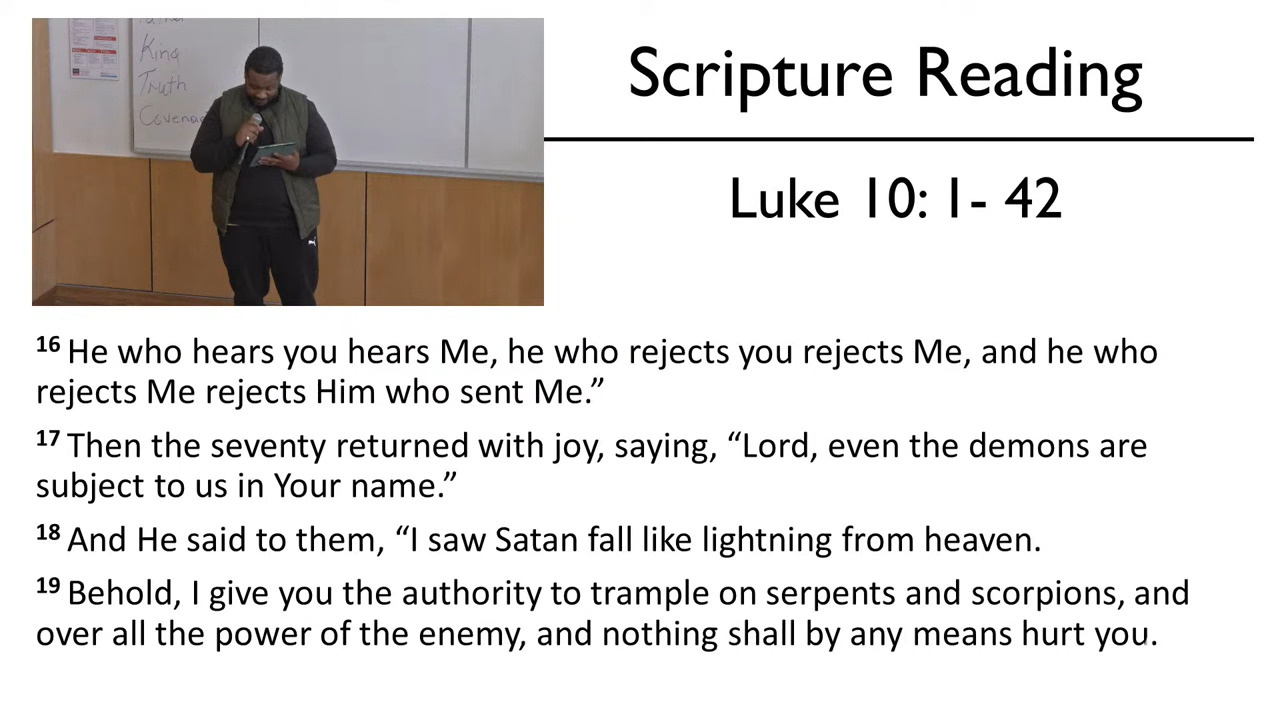 King
Truth
Scripture Reading
Luke 10: 1- 42
16 He who hears you hears Me, he who rejects you rejects Me, and he who
rejects Me rejects Him who sent Me.”
17 Then the seventy returned with joy, saying, “Lord, even the demons are
subject to us in Your name.”
18 And He said to them, “I saw Satan fall like lightning from heaven.
19 Behold, I give you the authority to trample on serpents and scorpions, and
over all the power of the enemy, and nothing shall by any means hurt you.